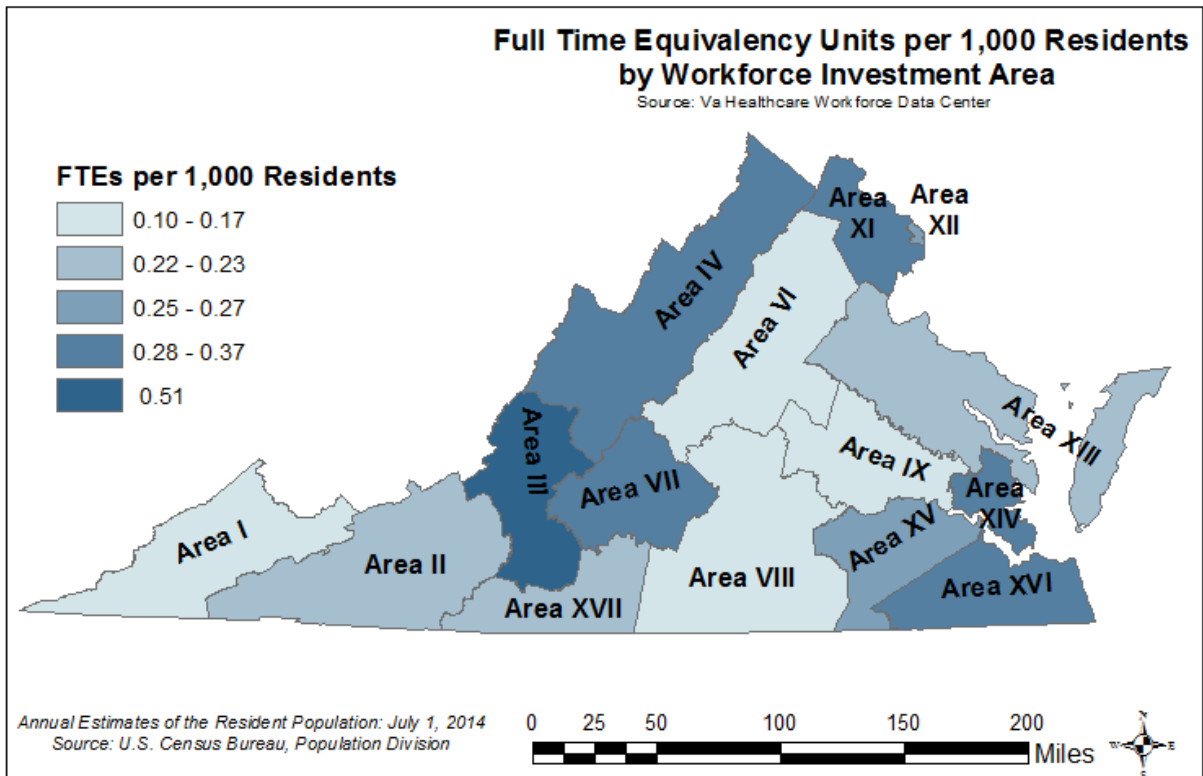 Full Time Equivalency Units per 1,000 Residents
by Workforce Investment Area
Source: Va Healthcare Workforce Data Center
FTEs per 1,000 Residents
0.10 - 0.17
0.22 - 0.23
0.25 - 0.27
0.28 - 0.37
0.51
Area
XI
Area
XII
Area IV
Area VI
Area III
Area XIII
Area VII
Area IX
Area
XIV
Area I
Area II
Area XV
Area VIII
Area XVI
Area XVII
Annual Estimates of the Resident Population: July 1, 2014
Source: U.S. Census Bureau, Population Division
0 25 50 100 150 200
Miles
N
W E
S